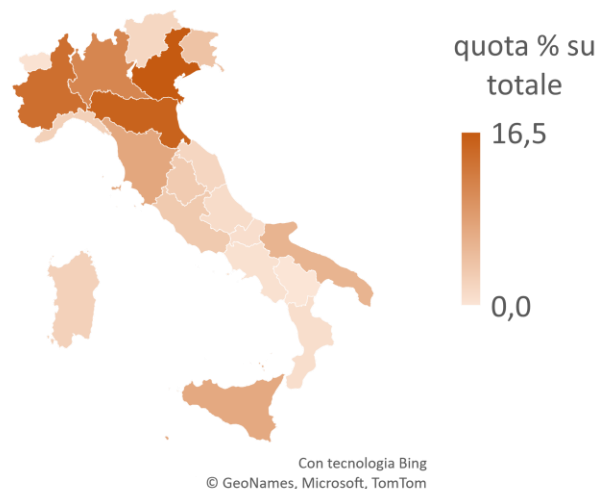 quota % su
totale
16,5
0,0
Con tecnologia Bing
© GeoNames, Microsoft, TomTom